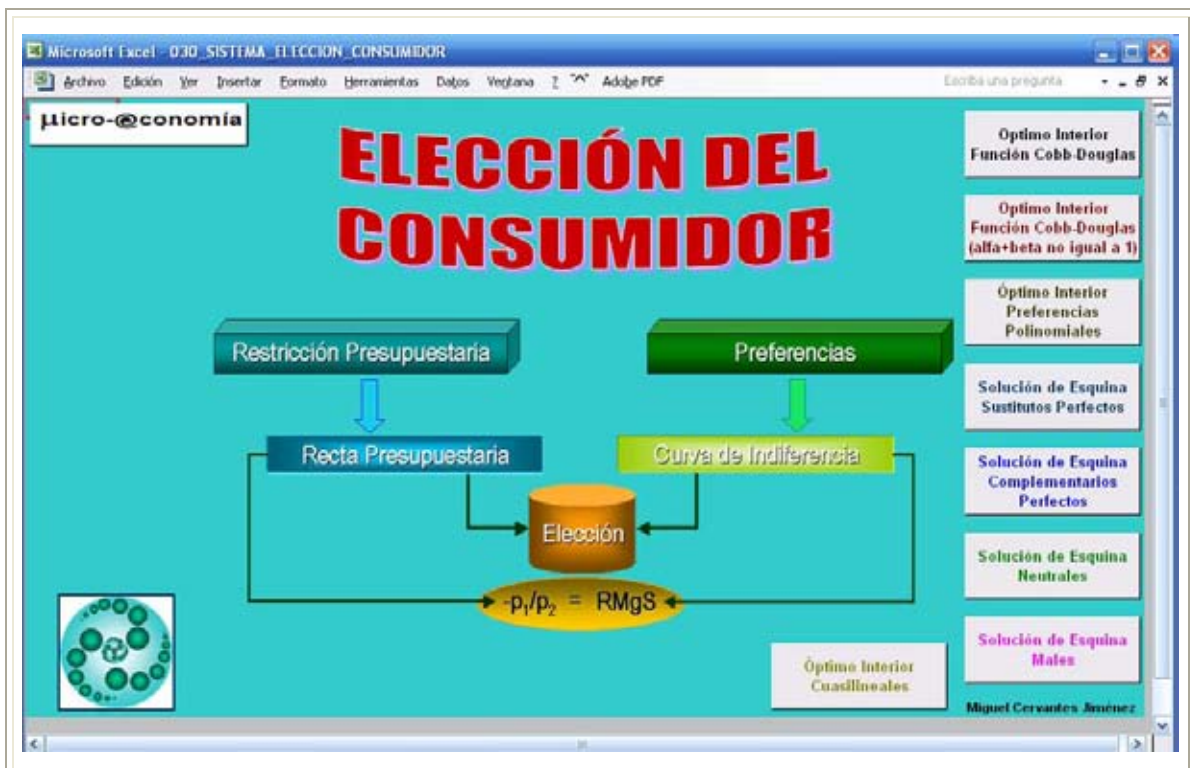 Microsoft Excel - 030_SISTEMA_ELECCION_CONSUMIDOR
Archivo Edición Ver Insertar Formato Herramientas Datos Ventana ? Adobe PDF
Escriba una pregunta
µicro-@conomía
ELECCIÓN DEL
CONSUMIDOR
Restricción Presupuestaria
Preferencias
Recta Presupuestaria
Curva de Indiferencia
Elección
-p₁/p₂ = RMgS
Optimo Interior
Función Cobb-Douglas
Optimo Interior
Función Cobb-Douglas
(alfa+beta no igual a 1)
Óptimo Interior
Preferencias
Polinomiales
Solución de Esquina
Sustitutos Perfectos
Solución de Esquina
Complementarios
Perfectos
Solución de Esquina
Neutrales
Solución de Esquina
Males
Óptimo Interior
Cuasilineales
Miguel Cervantes Jiménez